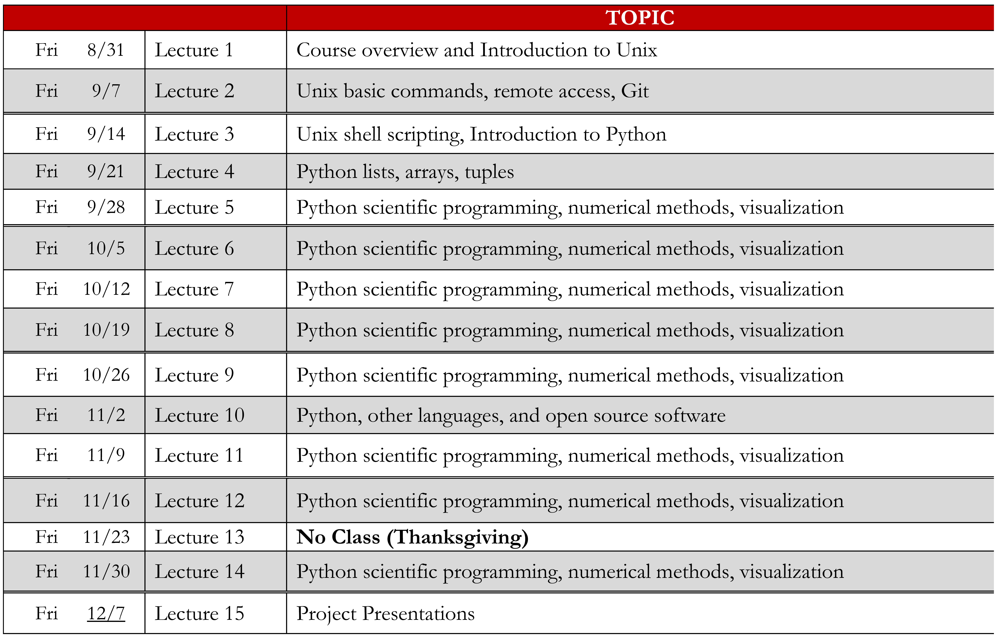 TOPIC
Fri 8/31 Lecture 1 Course overview and Introduction to Unix
Fri 9/7 Lecture 2 Unix basic commands, remote access, Git
Fri 9/14 Lecture 3 Unix shell scripting, Introduction to Python
Fri 9/21 Lecture 4 Python lists, arrays, tuples
Fri 9/28 Lecture 5 Python scientific programming, numerical methods, visualization
Fri 10/5 Lecture 6 Python scientific programming, numerical methods, visualization
Fri 10/12 Lecture 7 Python scientific programming, numerical methods, visualization
Fri 10/19 Lecture 8 Python scientific programming, numerical methods, visualization
Fri 10/26 Lecture 9 Python scientific programming, numerical methods, visualization
Fri 11/2 Lecture 10 Python, other languages, and open source software
Fri 11/9 Lecture 11 Python scientific programming, numerical methods, visualization
Fri 11/16 Lecture 12 Python scientific programming, numerical methods, visualization
Fri 11/23 Lecture 13 No Class (Thanksgiving)
Fri 11/30 Lecture 14 Python scientific programming, numerical methods, visualization
Fri 12/7 Lecture 15 Project Presentations